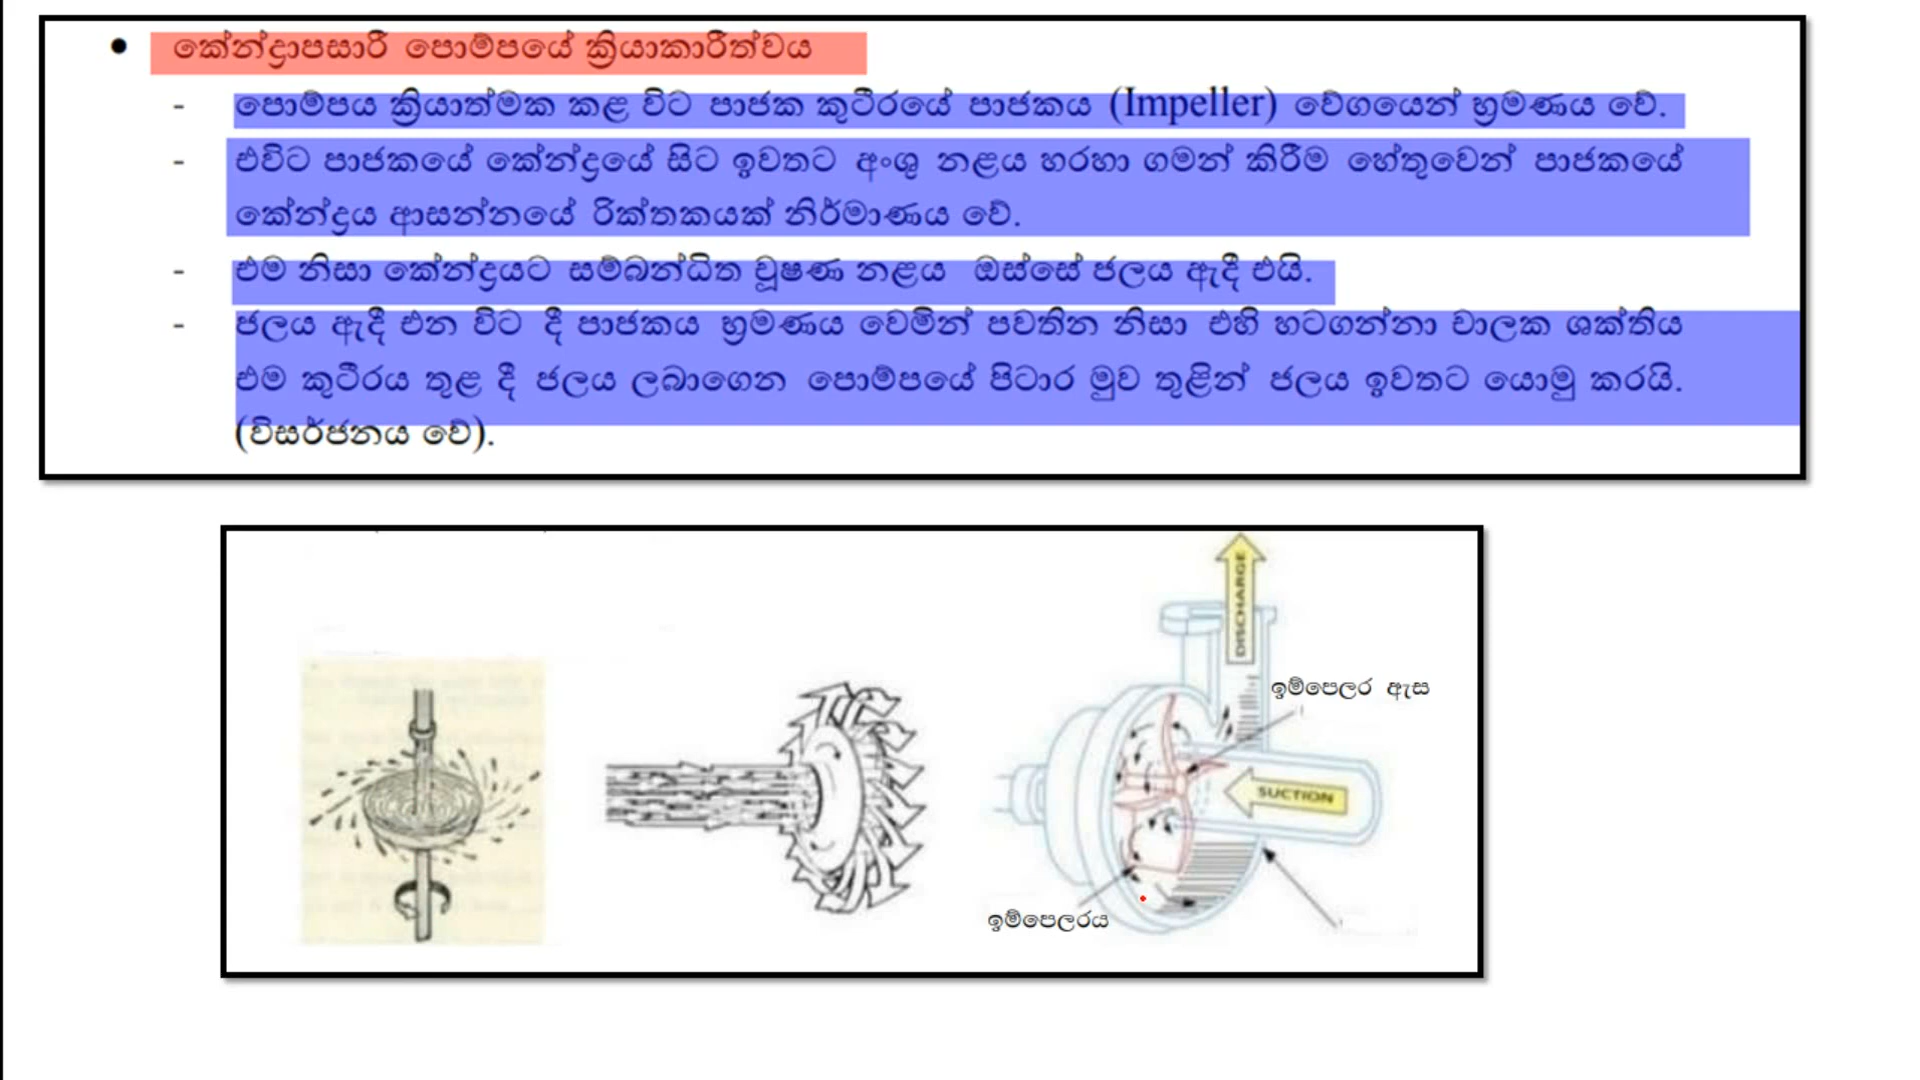 • කේන්ද්‍රාපසාරී පොම්පයේ ක්‍රියාකාරීත්වය
- පොම්පය ක්‍රියාත්මක කළ විට පාජක කුටීරයේ පාජකය (Impeller) වේගයෙන් භ්‍රමණය වේ.
- එවිට පාජකයේ කේන්ද්‍රයේ සිට ඉවතට අංශු නළය හරහා ගමන් කිරීම හේතුවෙන් පාජකයේ
කේන්ද්‍රය ආසන්නයේ රික්තකයක් නිර්මාණය වේ.
- එම නිසා කේන්ද්‍රයට සම්බන්ධිත චූෂණ නළය ඔස්සේ ජලය ඇදී එයි.
- ජලය ඇදී එන විට දී පාජකය භ්‍රමණය වෙමින් පවතින නිසා එහි හටගන්නා චාලක ශක්තිය
එම කුටීරය තුළ දී ජලය ලබාගෙන පොම්පයේ පිටාර මුව තුළින් ජලය ඉවතට යොමු කරයි.
(විසර්ජනය වේ).
DISCHARGE
ඉම්පෙලර ඇස
SUCTION
ඉම්පෙලරය